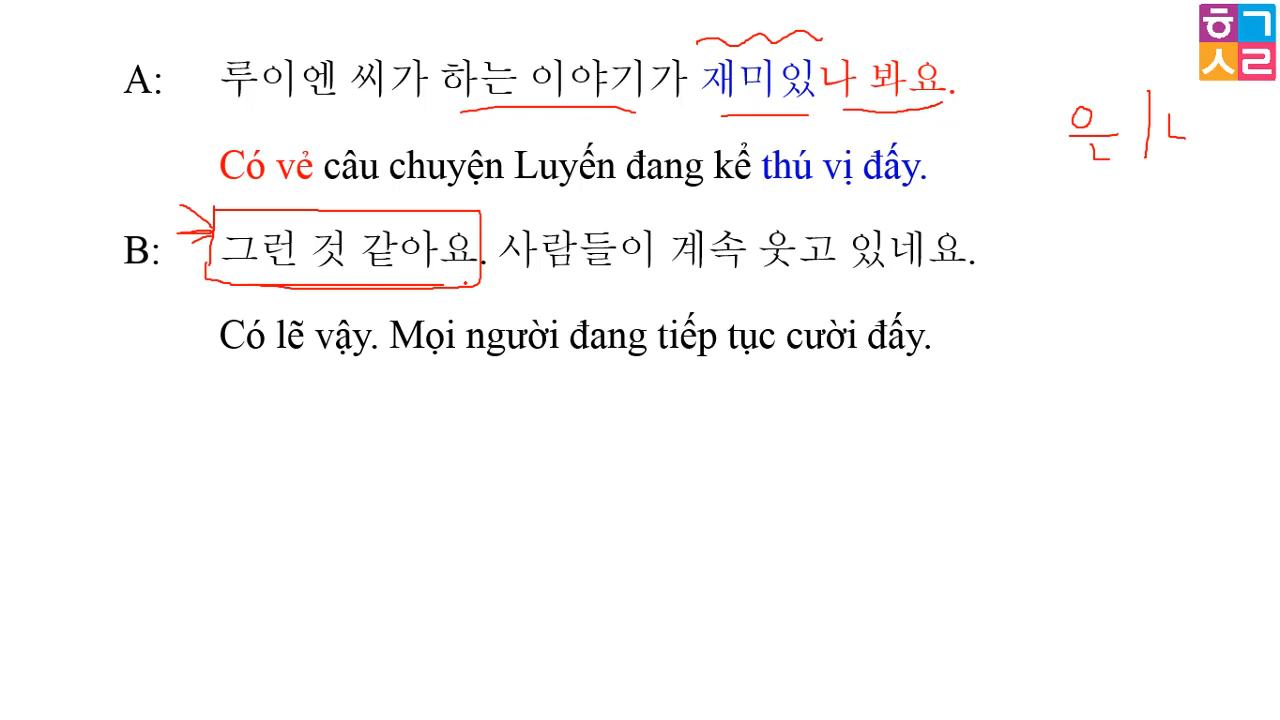 ㅎㄱ
A: 루이엔 씨가 하는 이야기가 재미있나 봐요.
은 / ㄴ
Có vẻ câu chuyện Luyến đang kể thú vị đấy.
ㅅㄹ
B: 그런 것 같아요. 사람들이 계속 웃고 있네요.
Có lẽ vậy. Mọi người đang tiếp tục cười đấy.